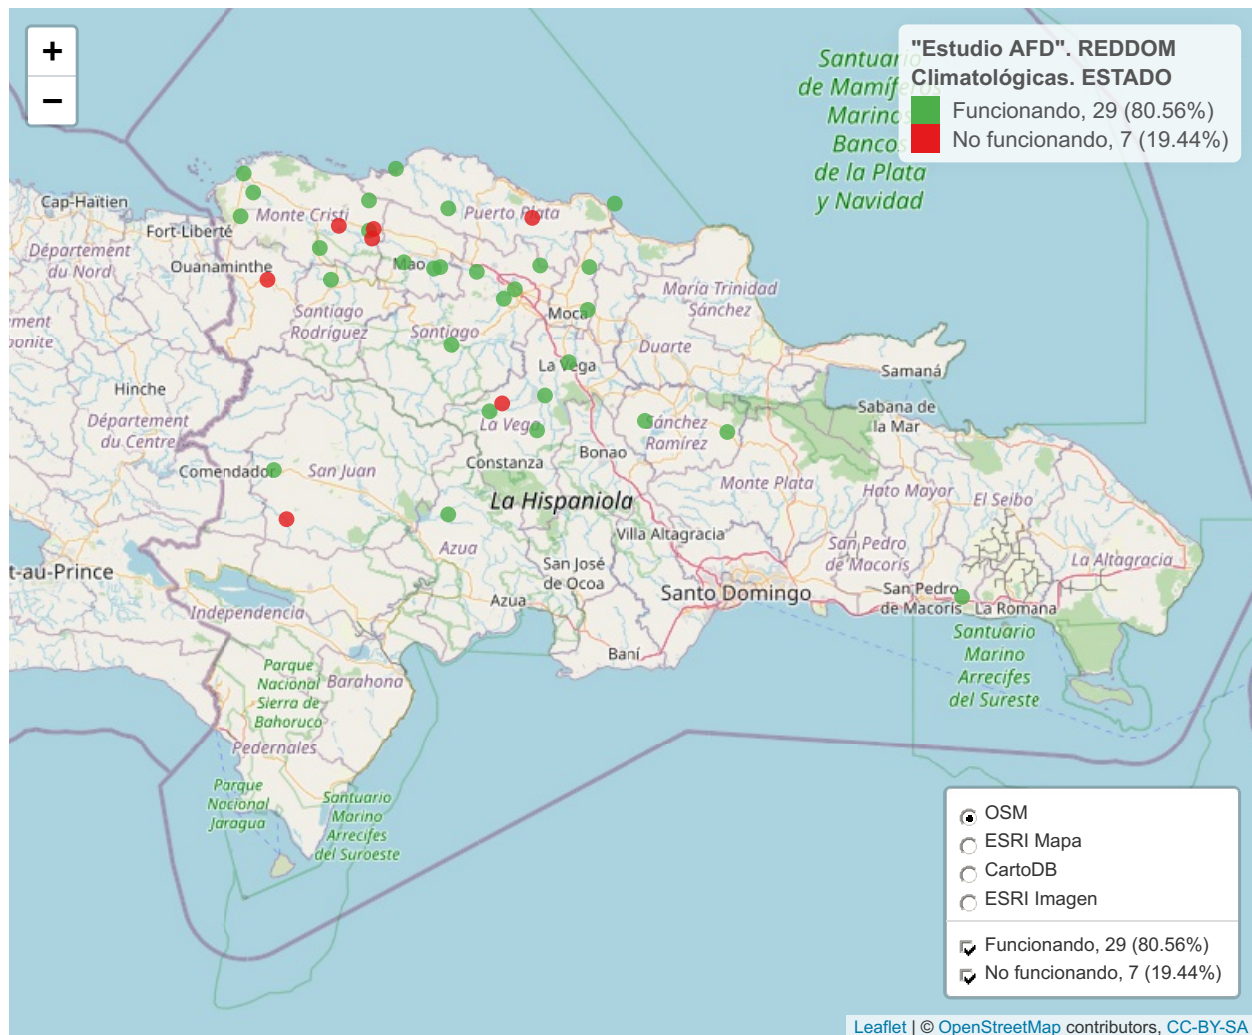 +
−
"Estudio AFD". REDDOM
Climatológicas. ESTADO
Funcionando, 29 (80.56%)
No funcionando, 7 (19.44%)
Santuario
de Mamíferos
Marinos
Bancos
de la Plata
y Navidad
Cap-Haïtien
Fort-Liberté
Monte Cristi
Puerto Plata
Département
du Nord
Ouanaminthe
Mao
María Trinidad
Sánchez
Santiago
Rodríguez
Santiago
Moca
Duarte
La Vega
Samaná
Hinche
Département
du Centre
La Vega
Sánchez
Ramírez
Sabana de
la Mar
Comendador
San Juan
Constanza
Bonao
Monte Plata
Hato Mayor
El Seibo
La Hispaniola
Villa Altagracia
Azua
San José
de Ocoa
San Pedro
de Macorís
La Altagracia
t-au-Prince
Independencia
Azua
Santo Domingo
San Pedro
de Macorís
La Romana
Baní
Santuario
Marino
Arrecifes
del Sureste
Parque
Nacional
Sierra de
Bahoruco
Barahona
Pedernales
Parque
Nacional
Jaragua
Santuario
Marino
Arrecifes
del Suroeste
OSM
ESRI Mapa
CartoDB
ESRI Imagen
Funcionando, 29 (80.56%)
No funcionando, 7 (19.44%)
Leaflet | © OpenStreetMap contributors, CC-BY-SA